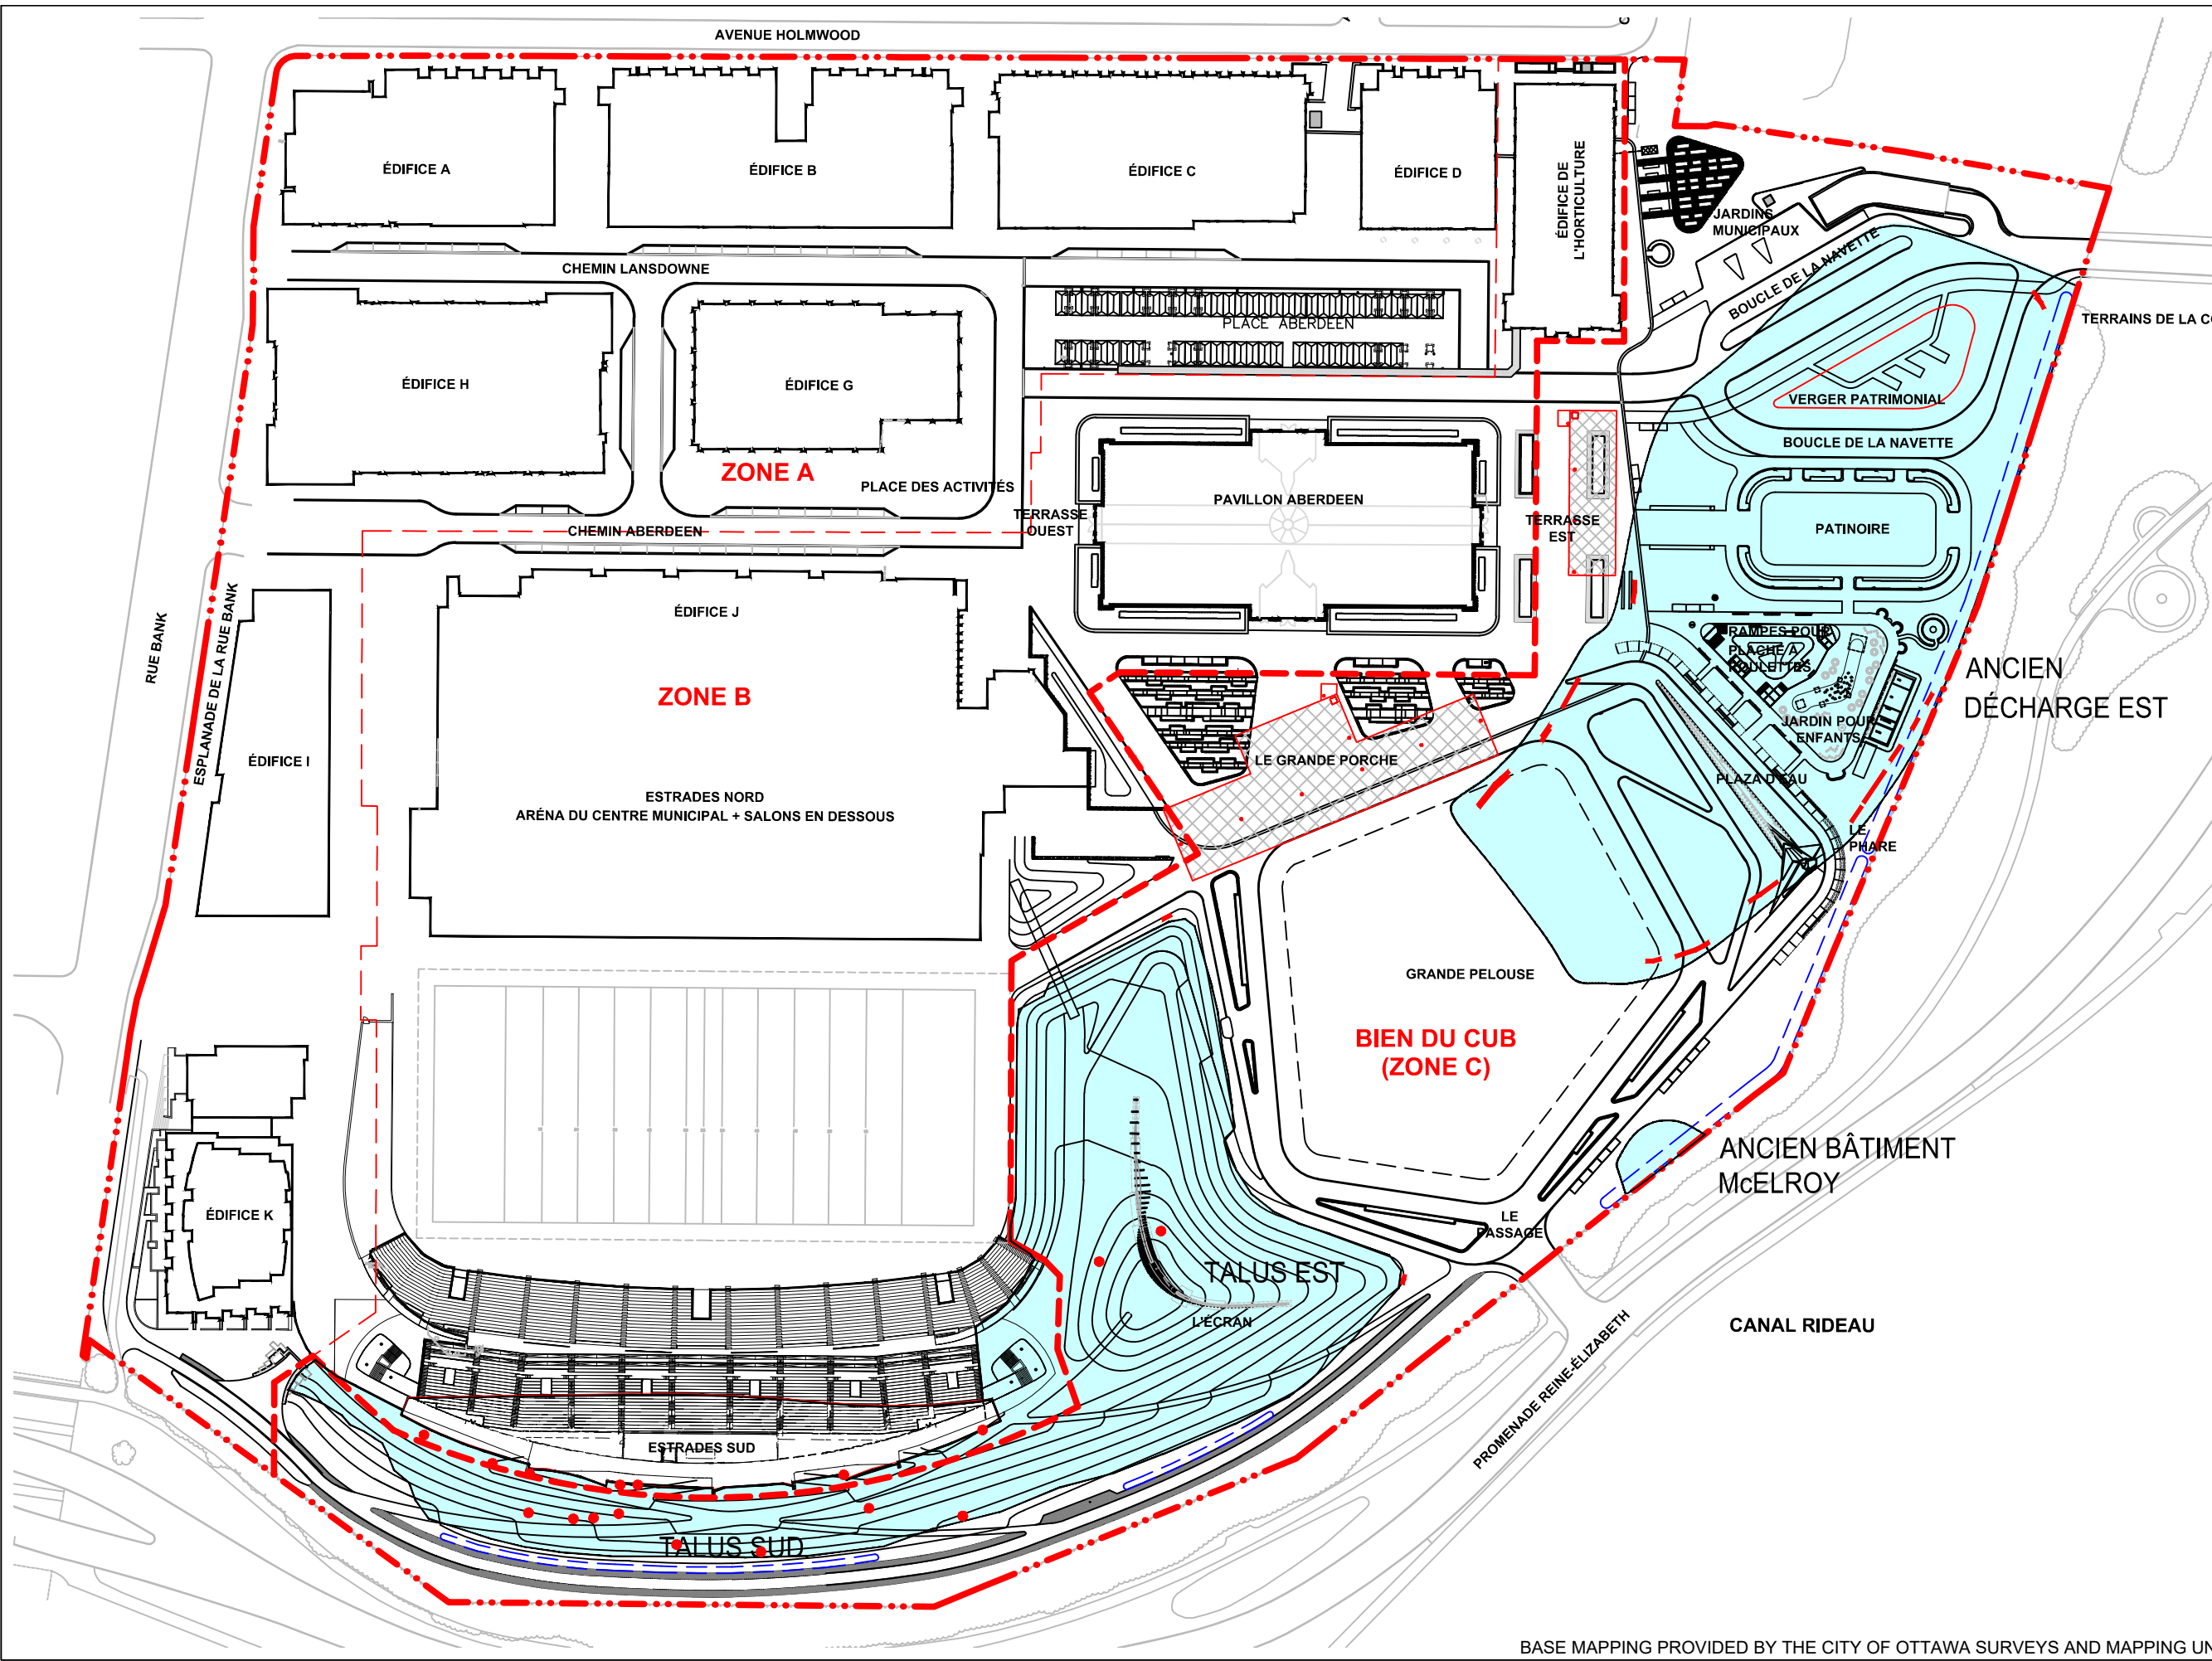 AVENUE HOLMWOOD
ÉDIFICE A
ÉDIFICE B
ÉDIFICE C
ÉDIFICE D
ÉDIFICE DE
L'HORTICULTURE
JARDINS
MUNICIPAUX
BOUCLE DE LA NAVETTE
CHEMIN LANSDOWNE
PLACE ABERDEEN
TERRAINS DE LA
ÉDIFICE H
ÉDIFICE G
VERGER PATRIMONIAL
BOUCLE DE LA NAVETTE
ZONE A
PLACE DES ACTIVITÉS
PAVILLON ABERDEEN
TERRASSE
OUEST
TERRASSE
EST
PATINOIRE
CHEMIN ABERDEEN
RUE BANK
ESPLANADE DE LA RUE BANK
ÉDIFICE J
RAMPES POUR
PLACHE À
ROULETTES
ANCIEN
DÉCHARGE EST
ZONE B
JARDIN POUR
ENFANTS
ÉDIFICE I
LE GRANDE PORCHE
PLAZA D'EAU
ESTRADES NORD
ARÉNA DU CENTRE MUNICIPAL + SALONS EN DESSOUS
LE
PHARE
GRANDE PELOUSE
BIEN DU CUB
(ZONE C)
ANCIEN BÂTIMENT
McELROY
ÉDIFICE K
LE
PASSAGE
TALUS EST
L'ÉCRAN
CANAL RIDEAU
PROMENADE REINE-ÉLIZABETH
ESTRADES SUD
TALUS SUD
BASE MAPPING PROVIDED BY THE CITY OF OTTAWA SURVEYS AND MAPPING